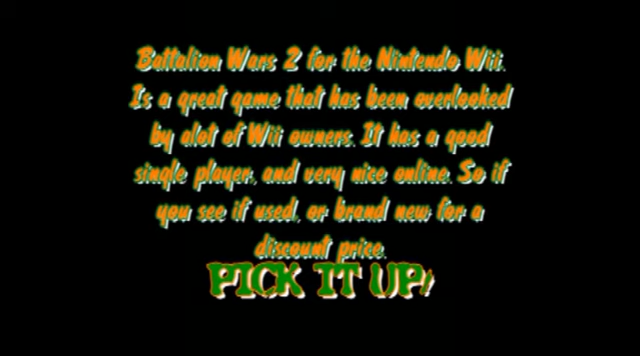 Battalion Wars 2 for the Nintendo Wii.
Is a great game that has been overlooked
by alot of Wii owners. It has a good
single player, and very nice online. So if
you see if used, or brand new for a
discount price.
PICK IT UP!